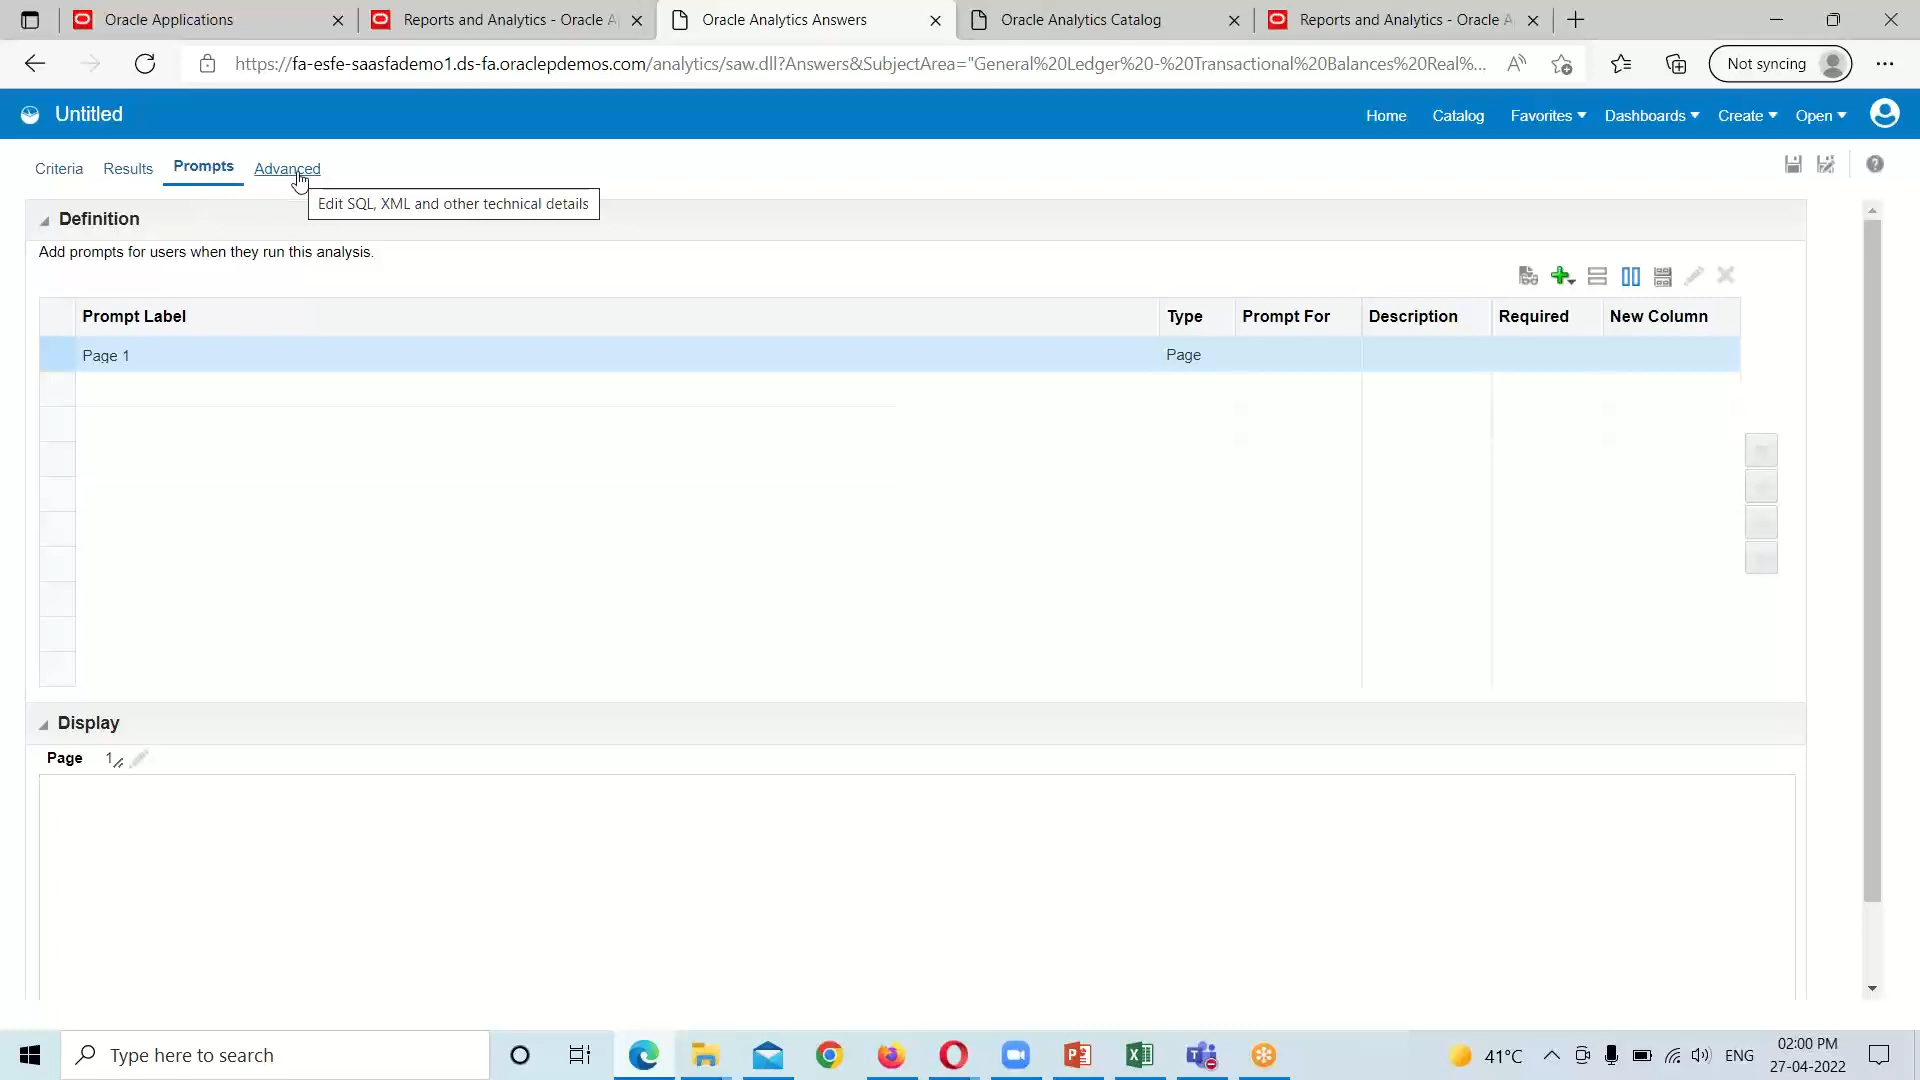 Oracle Applications
Reports and Analytics - Oracle A
Oracle Analytics Answers
Oracle Analytics Catalog
Reports and Analytics - Oracle A
https://fa-esfe-saasfademo1.ds-fa.oraclepdemos.com/analytics/saw.dll?Answers&SubjectArea="General%20Ledger%20-%20Transactional%20Balances%20Real%...
Not syncing
Untitled
Home
Catalog
Favorites
Dashboards
Create
Open
Criteria
Results
Prompts
Advanced
Edit SQL, XML and other technical details
Definition
Add prompts for users when they run this analysis.
Prompt Label
Type
Prompt For
Description
Required
New Column
Page 1
Page
Display
Page 1
Type here to search
41°C
ENG
02:00 PM
27-04-2022